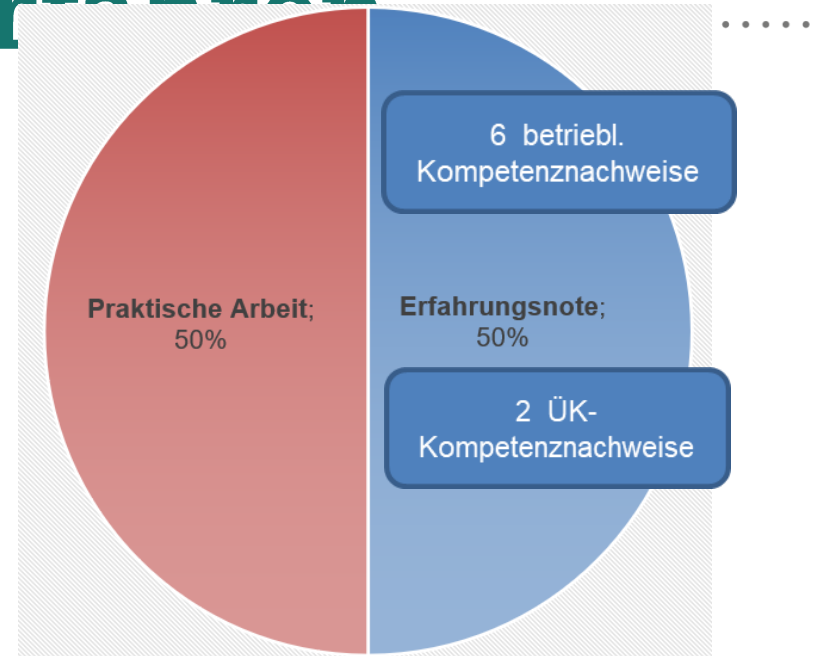 6 betriebl.
Kompetenznachweise
Praktische Arbeit;
50%
Erfahrungsnote;
50%
2 ÜK-
Kompetenznachweise